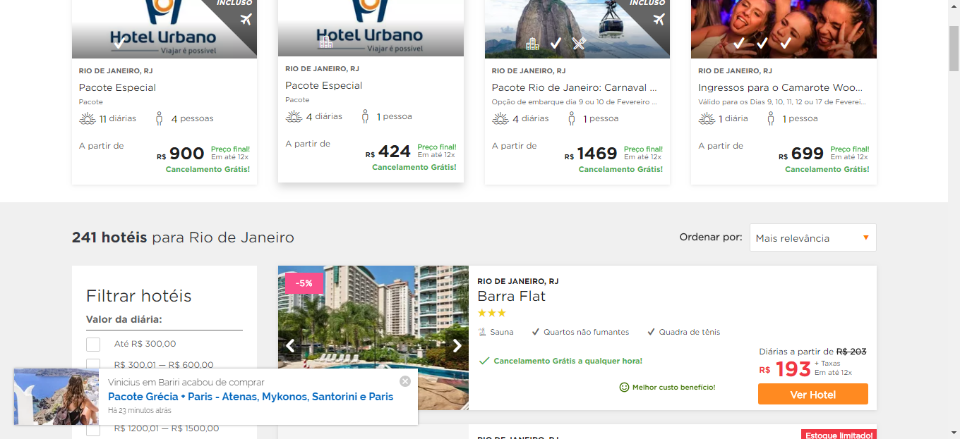 INCLUSO
INCLUSO
Hotel Urbano
Viajar é possível
Hotel Urbano
Viajar é possível
RIO DE JANEIRO, RJ
Pacote Especial
Pacote
11 diárias
4 pessoas
A partir de
R$ 900
Preço final!
Em até 12x
Cancelamento Grátis!
RIO DE JANEIRO, RJ
Pacote Especial
Pacote
4 diárias
1 pessoa
A partir de
R$ 424
Preço final!
Em até 12x
Cancelamento Grátis!
RIO DE JANEIRO, RJ
Pacote Rio de Janeiro: Carnaval ...
Opção de embarque dia 9 ou 10 de Fevereiro ...
4 diárias
1 pessoa
A partir de
R$ 1469
Preço final!
Em até 12x
Cancelamento Grátis!
RIO DE JANEIRO, RJ
Ingressos para o Camarote Woo...
Válido para os Dias 9, 10, 11, 12 ou 17 de Feverei...
1 diária
1 pessoa
A partir de
R$ 699
Preço final!
Em até 12x
Cancelamento Grátis!
241 hotéis para Rio de Janeiro
Ordenar por:
Mais relevância
Filtrar hotéis
Valor da diária:
Até R$ 300,00
R$ 300,01 – R$ 600,00
R$ 1200,01 – R$ 1500,00
-5%
RIO DE JANEIRO, RJ
Barra Flat
Sauna
Quartos não fumantes
Quadra de tênis
Cancelamento Grátis a qualquer hora!
Melhor custo benefício!
Diárias a partir de R$ 203
R$ 193
+ Taxas
Em até 12x
Ver Hotel
Vinicius em Bariri acabou de comprar
Pacote Grécia + Paris - Atenas, Mykonos, Santorini e Paris
Há 23 minutos atrás
Estoque limitado!
RIO DE JANEIRO, RJ